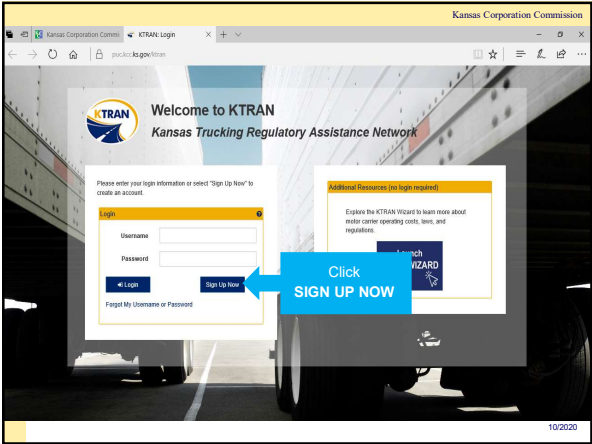 Kansas Corporation Commission
Kansas Corporation Commi
KTRAN: Login
puc.kcc.ks.gov/ktran
KTRAN
Welcome to KTRAN
Kansas Trucking Regulatory Assistance Network
Please enter your login information or select "Sign Up Now" to
create an account.
Login
Username
Password
Login
Sign Up Now
Forgot My Username or Password
Additional Resources (no login required)
Explore the KTRAN Wizard to learn more about
motor carrier operating costs, laws, and
regulations.
WIZARD
Click
SIGN UP NOW
10/2020